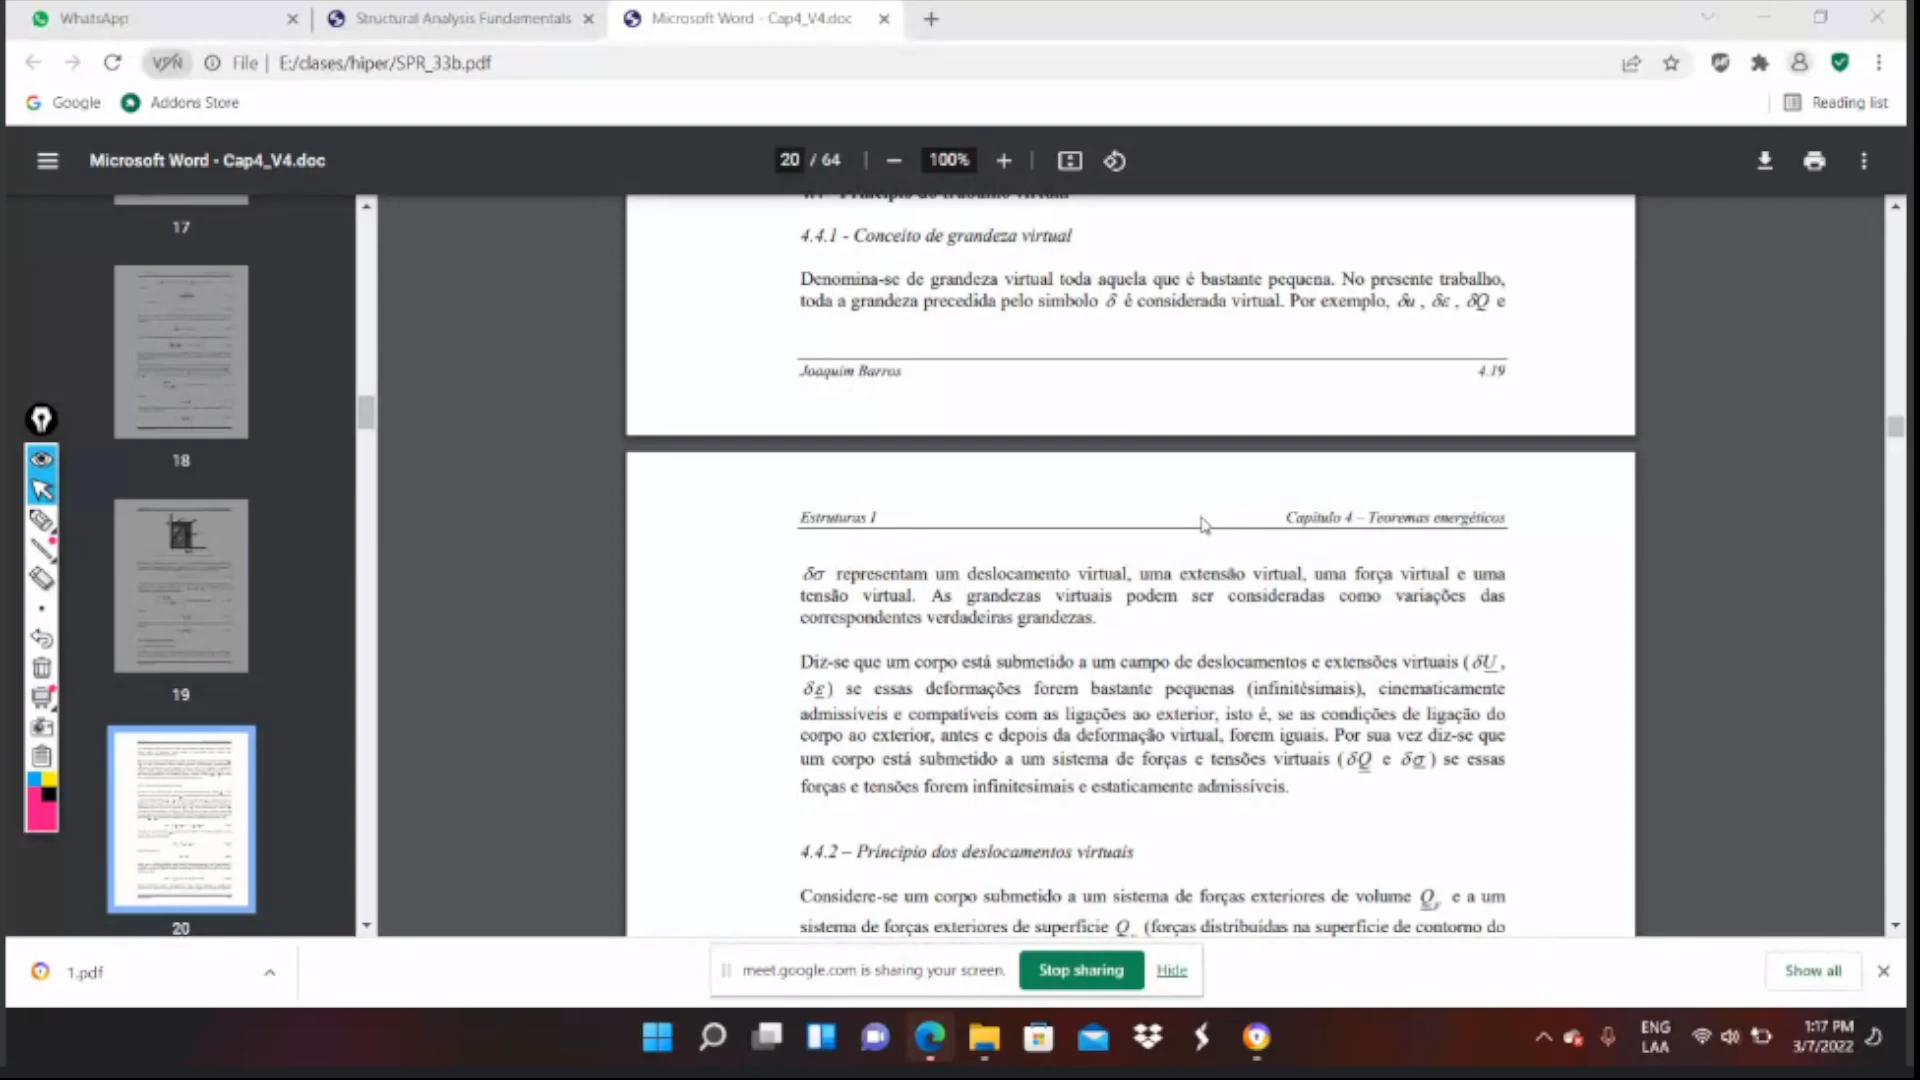 WhatsApp
Structural Analysis Fundamentals
Microsoft Word - Cap4_V4.doc
VPN
File | E:/clases/hiper/SPR_33b.pdf
Google
Addons Store
Reading list
Microsoft Word - Cap4_V4.doc
20 / 64
100%
17
18
19
20
4.4.1 - Conceito de grandeza virtual
Denomina-se de grandeza virtual toda aquela que é bastante pequena. No presente trabalho,
toda a grandeza precedida pelo símbolo δ é considerada virtual. Por exemplo, δu , δε , δQ e
Joaquim Barros 4.19
Estruturas I Capítulo 4 – Teoremas energéticos
δσ representam um deslocamento virtual, uma extensão virtual, uma força virtual e uma
tensão virtual. As grandezas virtuais podem ser consideradas como variações das
correspondentes verdadeiras grandezas.
Diz-se que um corpo está submetido a um campo de deslocamentos e extensões virtuais ( δU ,
δε ) se essas deformações forem bastante pequenas (infinitésimais), cinematicamente
admissíveis e compatíveis com as ligações ao exterior, isto é, se as condições de ligação do
corpo ao exterior, antes e depois da deformação virtual, forem iguais. Por sua vez diz-se que
um corpo está submetido a um sistema de forças e tensões virtuais ( δQ e δσ ) se essas
forças e tensões forem infinitesimais e estaticamente admissíveis.
4.4.2 – Princípio dos deslocamentos virtuais
Considere-se um corpo submetido a um sistema de forças exteriores de volume Q e a um
sistema de forças exteriores de superfície Q (forças distribuídas na superfície de contorno do
1.pdf
meet.google.com is sharing your screen.
Stop sharing
Hide
Show all
ENG
LAA
1:17 PM
3/7/2022